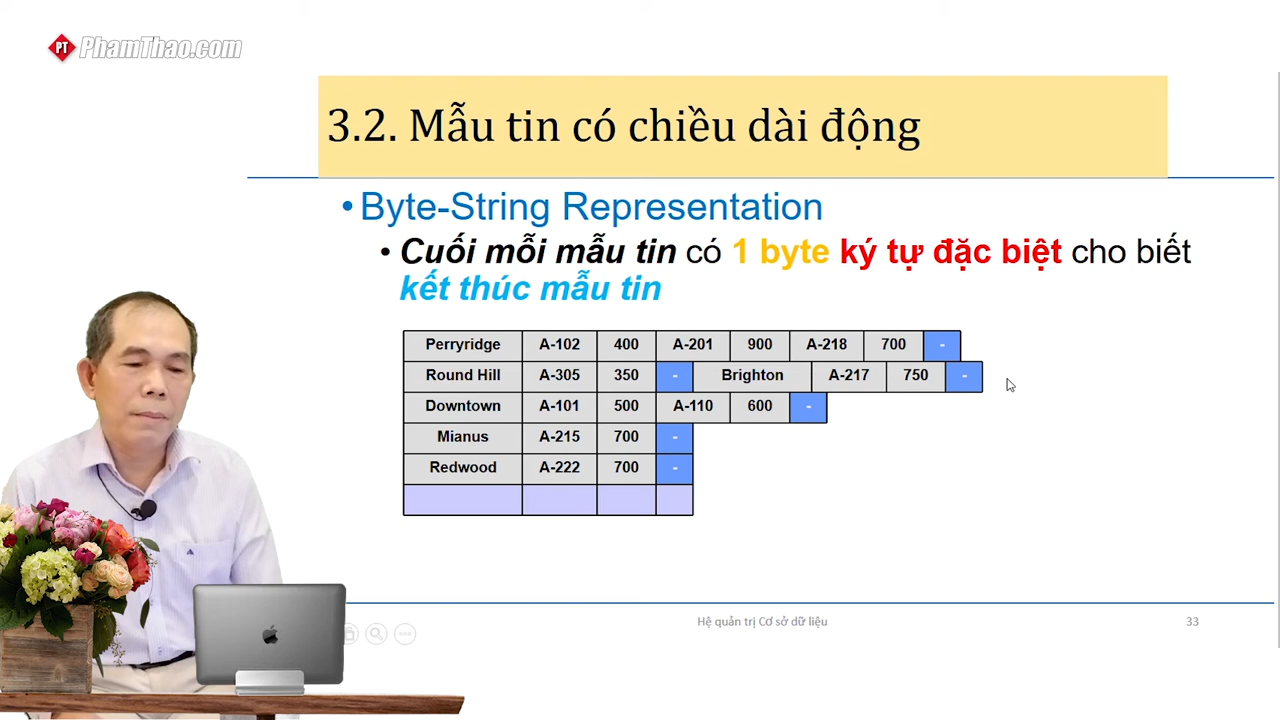 PT PhamThao.com
3.2. Mẫu tin có chiều dài động
•Byte-String Representation
• Cuối mỗi mẫu tin có 1 byte ký tự đặc biệt cho biết
kết thúc mẫu tin
Perryridge A-102 400 A-201 900 A-218 700 -
Round Hill A-305 350 - Brighton A-217 750 -
Downtown A-101 500 A-110 600 -
Mianus A-215 700 -
Redwood A-222 700 -
Hệ quản trị Cơ sở dữ liệu 33